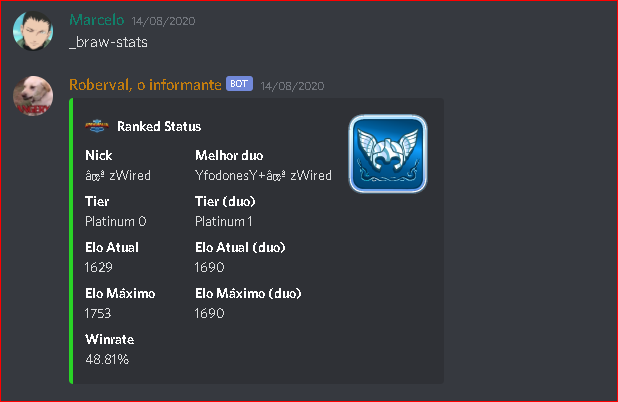 Marcelo 14/08/2020
_braw-stats
Roberval, o informante BOT 14/08/2020
Ranked Status
Nick Melhor duo
âœª zWired YfodonesY+âœª zWired
Tier Tier (duo)
Platinum 0 Platinum 1
Elo Atual Elo Atual (duo)
1629 1690
Elo Máximo Elo Máximo (duo)
1753 1690
Winrate
48.81%